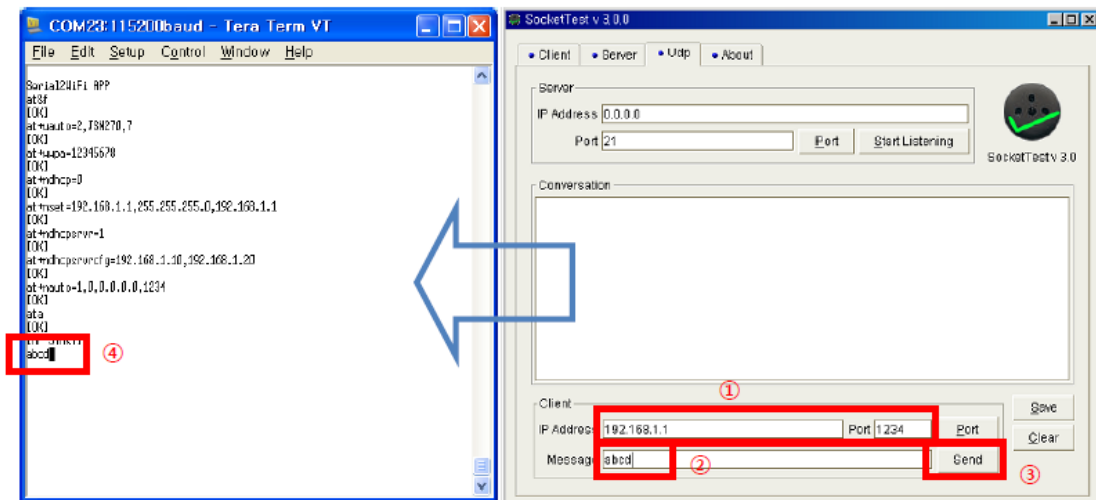 COM23:115200baud - Tera Term VT
File Edit Setup Control Window Help
Serial2WiFi APP
at&f
[OK]
at+wauto=2,JSN270,7
[OK]
at+wwpa=12345678
[OK]
at+ndhcp=0
[OK]
at+nset=192.168.1.1,255.255.255.0,192.168.1.1
[OK]
at+ndhcpsrvr=1
[OK]
at+ndhcpsrvrcfg=192.168.1.10,192.168.1.20
[OK]
at+nauto=1,0,0.0.0.0,1234
[OK]
ata
[OK]
abcd
④
SocketTest v 3.0.0
Client Server Udp About
Server
IP Address 0.0.0.0
Port 21 Port Start Listening
SocketTest v 3.0
Conversation
①
Client
IP Address 192.168.1.1 Port 1234 Port
Message abcd ② Send ③
Save
Clear